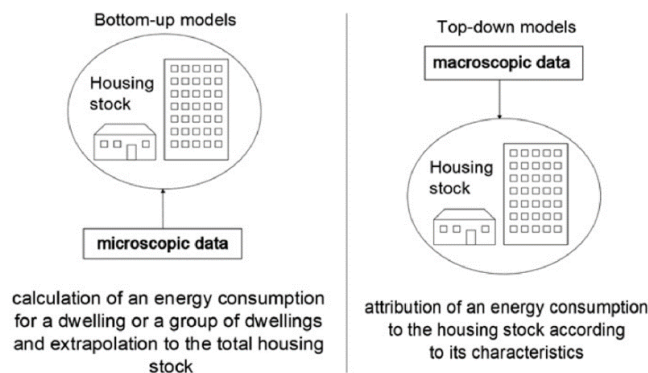 Bottom-up models
Housing
stock
microscopic data
calculation of an energy consumption
for a dwelling or a group of dwellings
and extrapolation to the total housing
stock
Top-down models
macroscopic data
Housing
stock
attribution of an energy consumption
to the housing stock according
to its characteristics